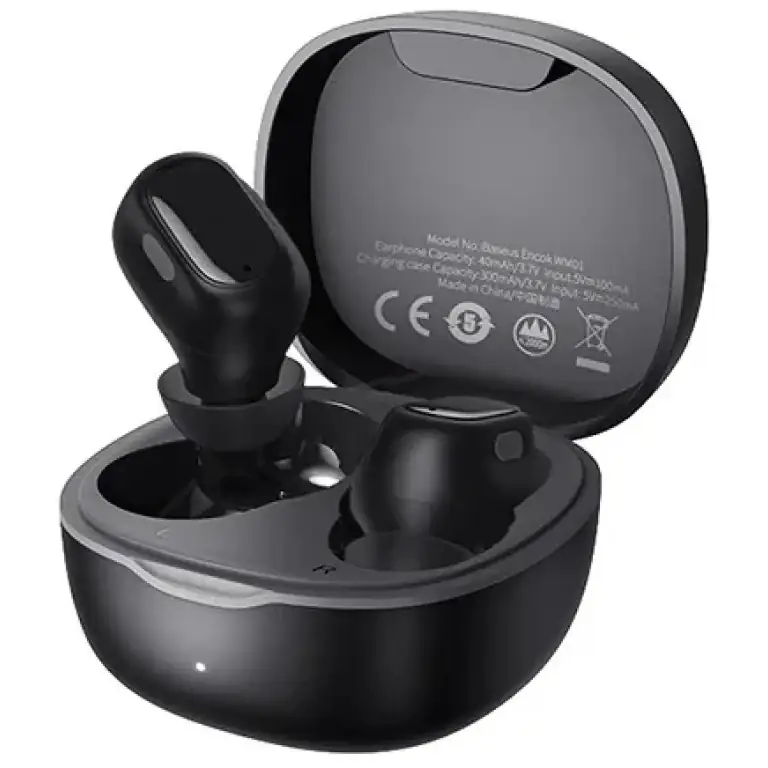 Model No.: Baseus Encok WM01
Earphone Capacity: 40mAh/3.7V Input:5V⎓100mA
Charging case Capacity:300mAh/3.7V Input: 5V⎓250mA
Made in China/中国制造
CE 5 ≤2000m
L
R